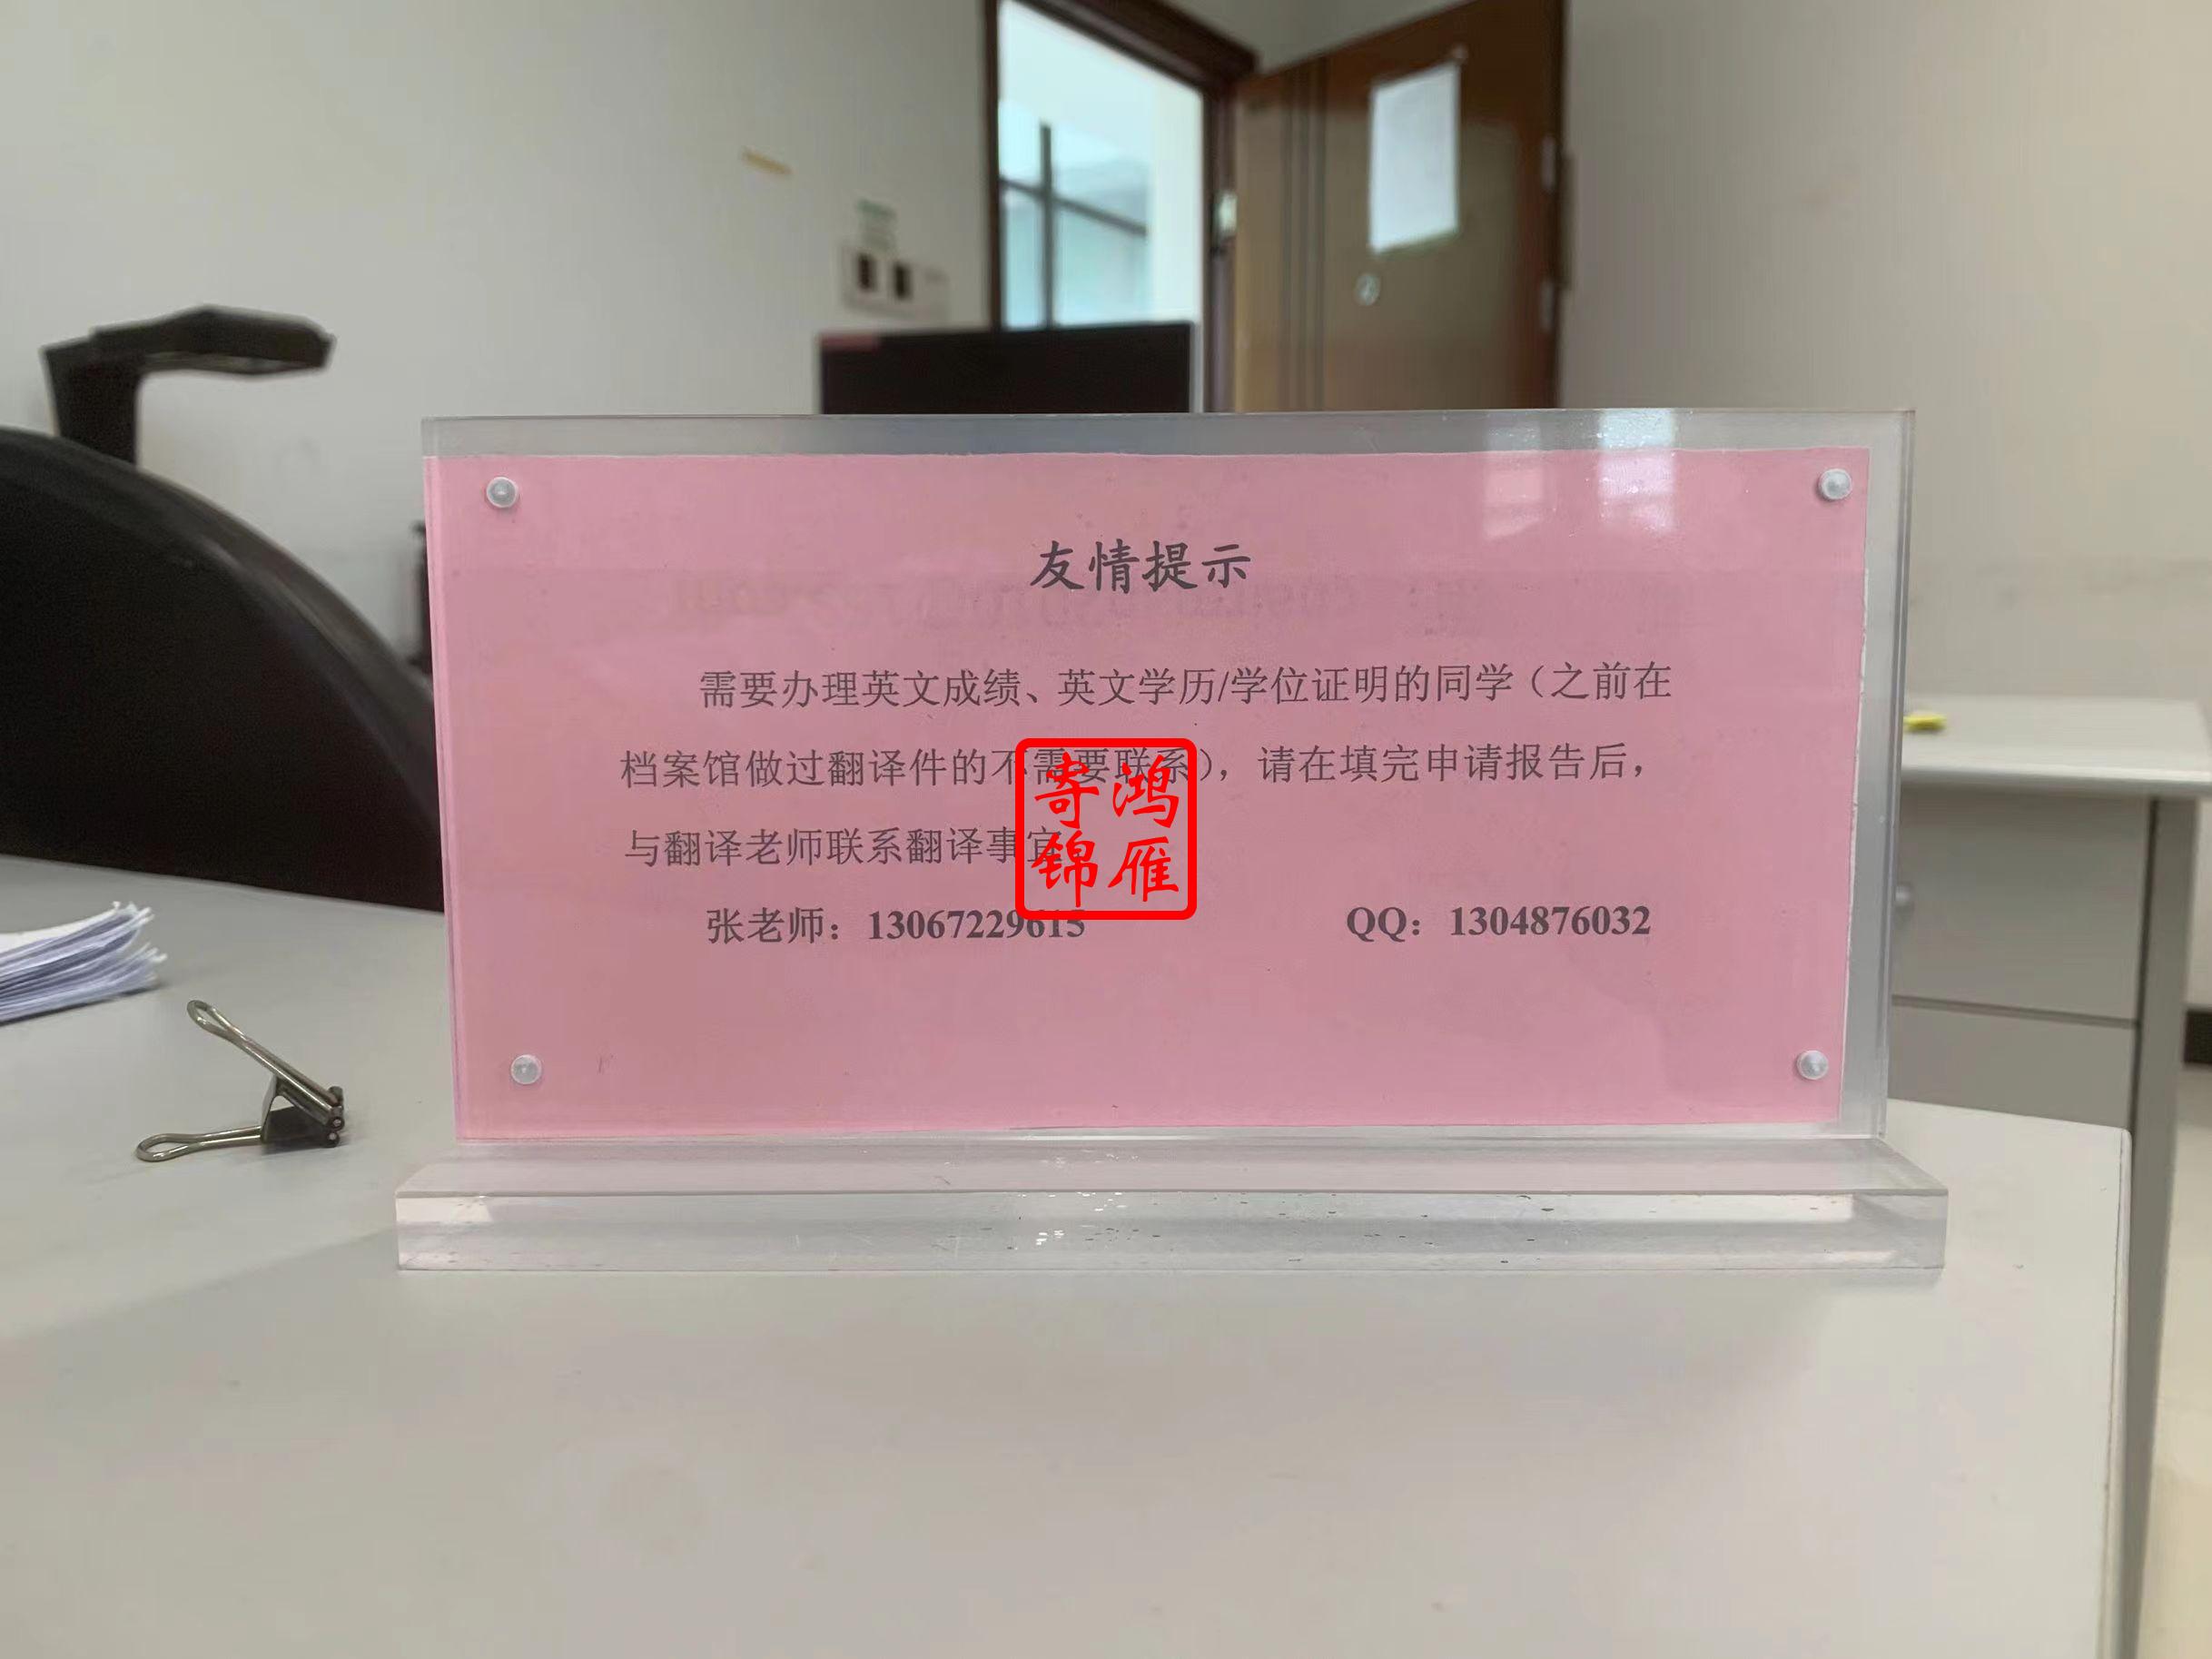 友情提示
需要办理英文成绩、英文学历/学位证明的同学（之前在
档案馆做过翻译件的不需要联系），请在填完申请报告后，
与翻译老师联系翻译事宜
张老师：13067229615 QQ：1304876032
寄鸿
锦雁